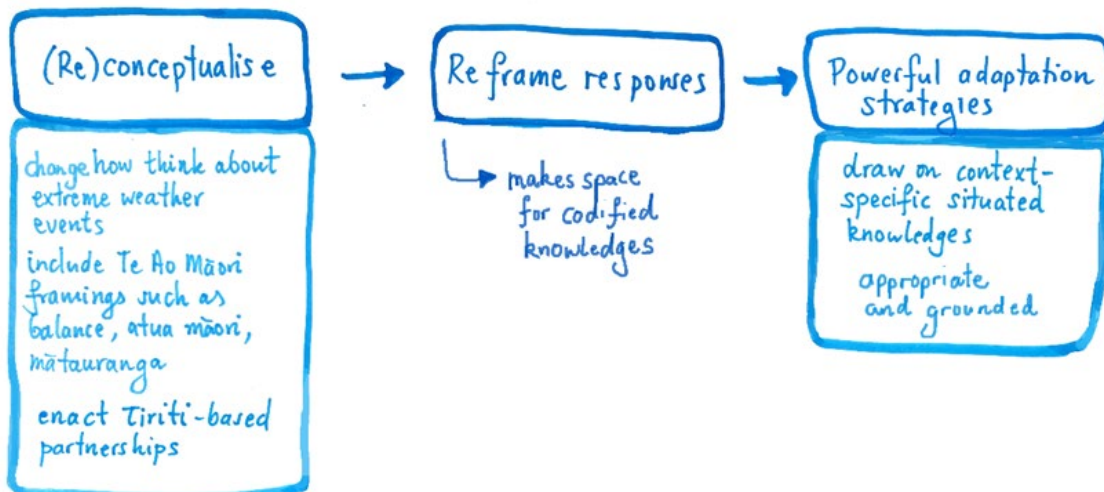 (Re)conceptualise
change how think about
extreme weather
events
include Te Ao Māori
framings such as
balance, atua māori,
mātauranga
enact Tiriti-based
partnerships
Reframe responses
makes space
for codified
knowledges
Powerful adaptation
strategies
draw on context-
specific situated
knowledges
appropriate
and grounded